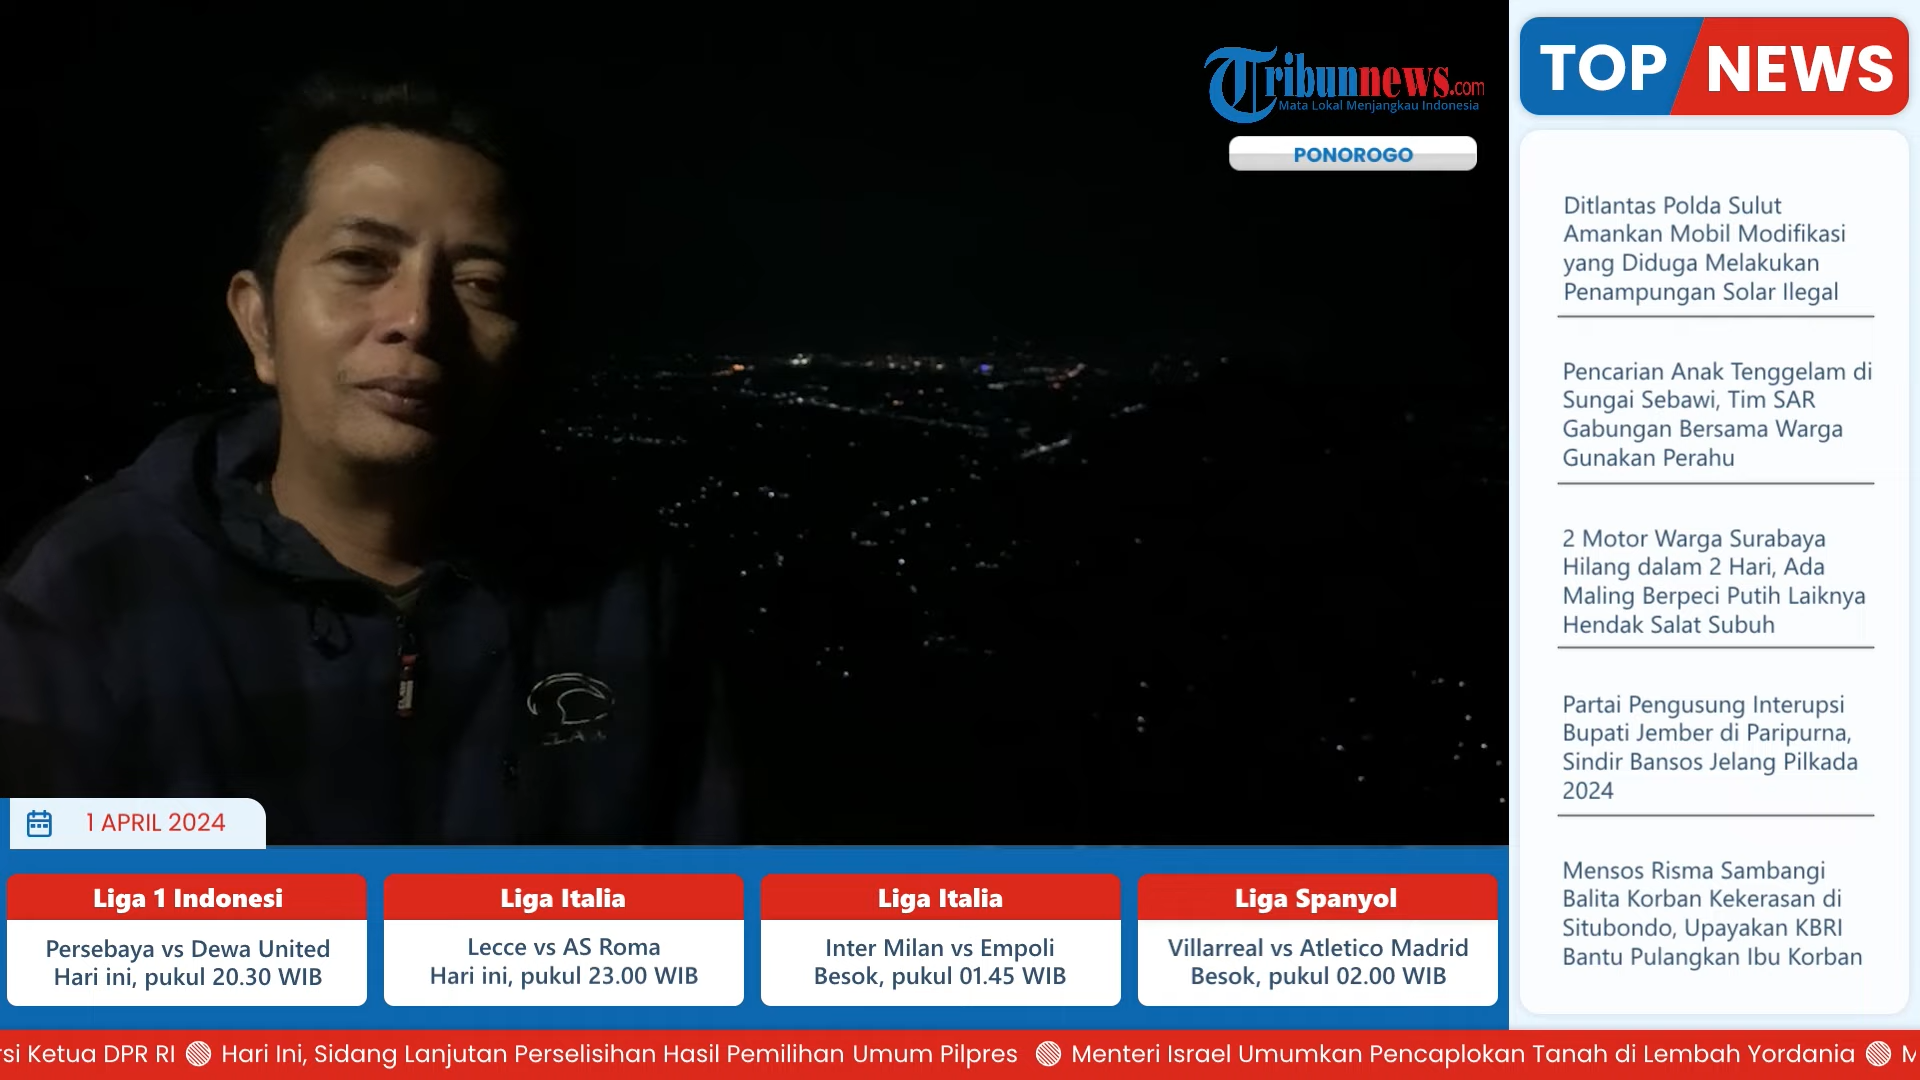 Tribunnews.com
Mata Lokal Menjangkau Indonesia
PONOROGO
TOP NEWS
Ditlantas Polda Sulut
Amankan Mobil Modifikasi
yang Diduga Melakukan
Penampungan Solar Ilegal
Pencarian Anak Tenggelam di
Sungai Sebawi, Tim SAR
Gabungan Bersama Warga
Gunakan Perahu
2 Motor Warga Surabaya
Hilang dalam 2 Hari, Ada
Maling Berpeci Putih Laiknya
Hendak Salat Subuh
Partai Pengusung Interupsi
Bupati Jember di Paripurna,
Sindir Bansos Jelang Pilkada
2024
Mensos Risma Sambangi
Balita Korban Kekerasan di
Situbondo, Upayakan KBRI
Bantu Pulangkan Ibu Korban
1 APRIL 2024
Liga 1 Indonesi
Persebaya vs Dewa United
Hari ini, pukul 20.30 WIB
Liga Italia
Lecce vs AS Roma
Hari ini, pukul 23.00 WIB
Liga Italia
Inter Milan vs Empoli
Besok, pukul 01.45 WIB
Liga Spanyol
Villarreal vs Atletico Madrid
Besok, pukul 02.00 WIB
si Ketua DPR RI Hari Ini, Sidang Lanjutan Perselisihan Hasil Pemilihan Umum Pilpres Menteri Israel Umumkan Pencaplokan Tanah di Lembah Yordania M